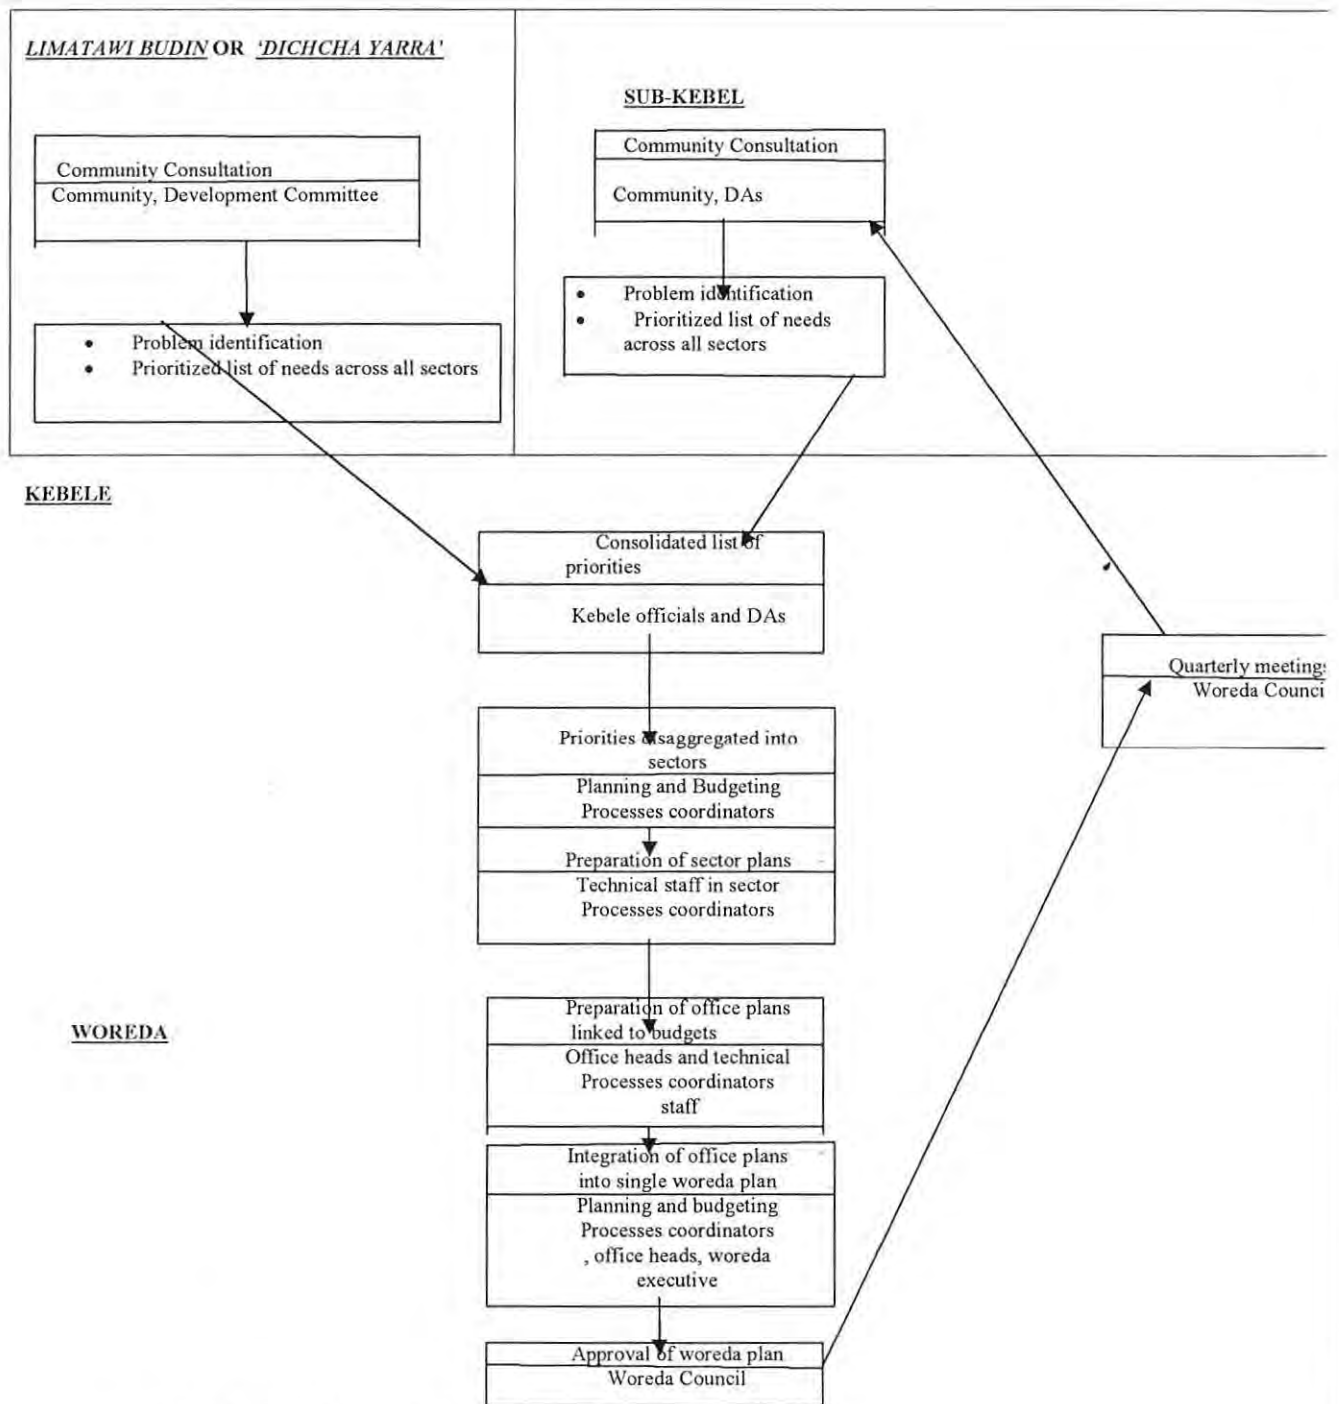 LIMATAWI BUDIN OR 'DICHCHA YARRA'
Community Consultation
Community, Development Committee
• Problem identification
• Prioritized list of needs across all sectors
SUB-KEBEL
Community Consultation
Community, DAs
• Problem identification
• Prioritized list of needs
across all sectors
KEBELE
Consolidated list of
priorities
Kebele officials and DAs
Priorities disaggregated into
sectors
Planning and Budgeting
Processes coordinators
Preparation of sector plans
Technical staff in sector
Processes coordinators
Quarterly meetings
Woreda Counci
WOREDA
Preparation of office plans
linked to budgets
Office heads and technical
Processes coordinators
staff
Integration of office plans
into single woreda plan
Planning and budgeting
Processes coordinators
, office heads, woreda
executive
Approval of woreda plan
Woreda Council